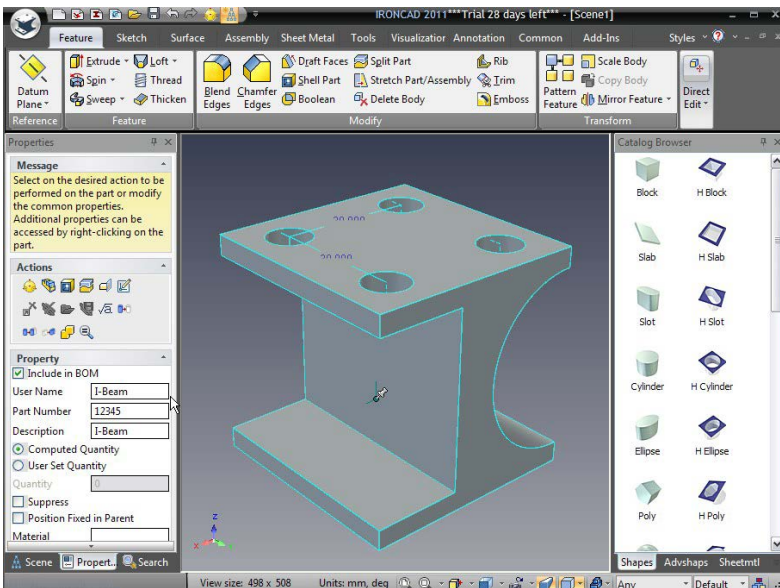 IRONCAD 2011***Trial 28 days left*** - [Scene1]
Feature Sketch Surface Assembly Sheet Metal Tools Visualization Annotation Common Add-Ins Styles
Datum Plane
Extrude Loft
Spin Thread
Sweep Thicken
Blend Edges
Chamfer Edges
Draft Faces Split Part Rib
Shell Part Stretch Part/Assembly Trim
Boolean Delete Body Emboss
Pattern Feature
Scale Body
Copy Body
Mirror Feature
Direct Edit
Reference Feature Modify Transform
Properties
Message
Select on the desired action to be
performed on the part or modify
the common properties.
Additional properties can be
accessed by right-clicking on the
part.
Actions
Property
Include in BOM
User Name I-Beam
Part Number 12345
Description I-Beam
Computed Quantity
User Set Quantity
Quantity 0
Suppress
Position Fixed in Parent
Material
Scene Propert... Search
20.000
20.000
z
x
Catalog Browser
Block H Block
Slab H Slab
Slot H Slot
Cylinder H Cylinder
Ellipse H Ellipse
Poly H Poly
Shapes Advshaps Sheetmtl
View size: 498 x 508 Units: mm, deg Any Default